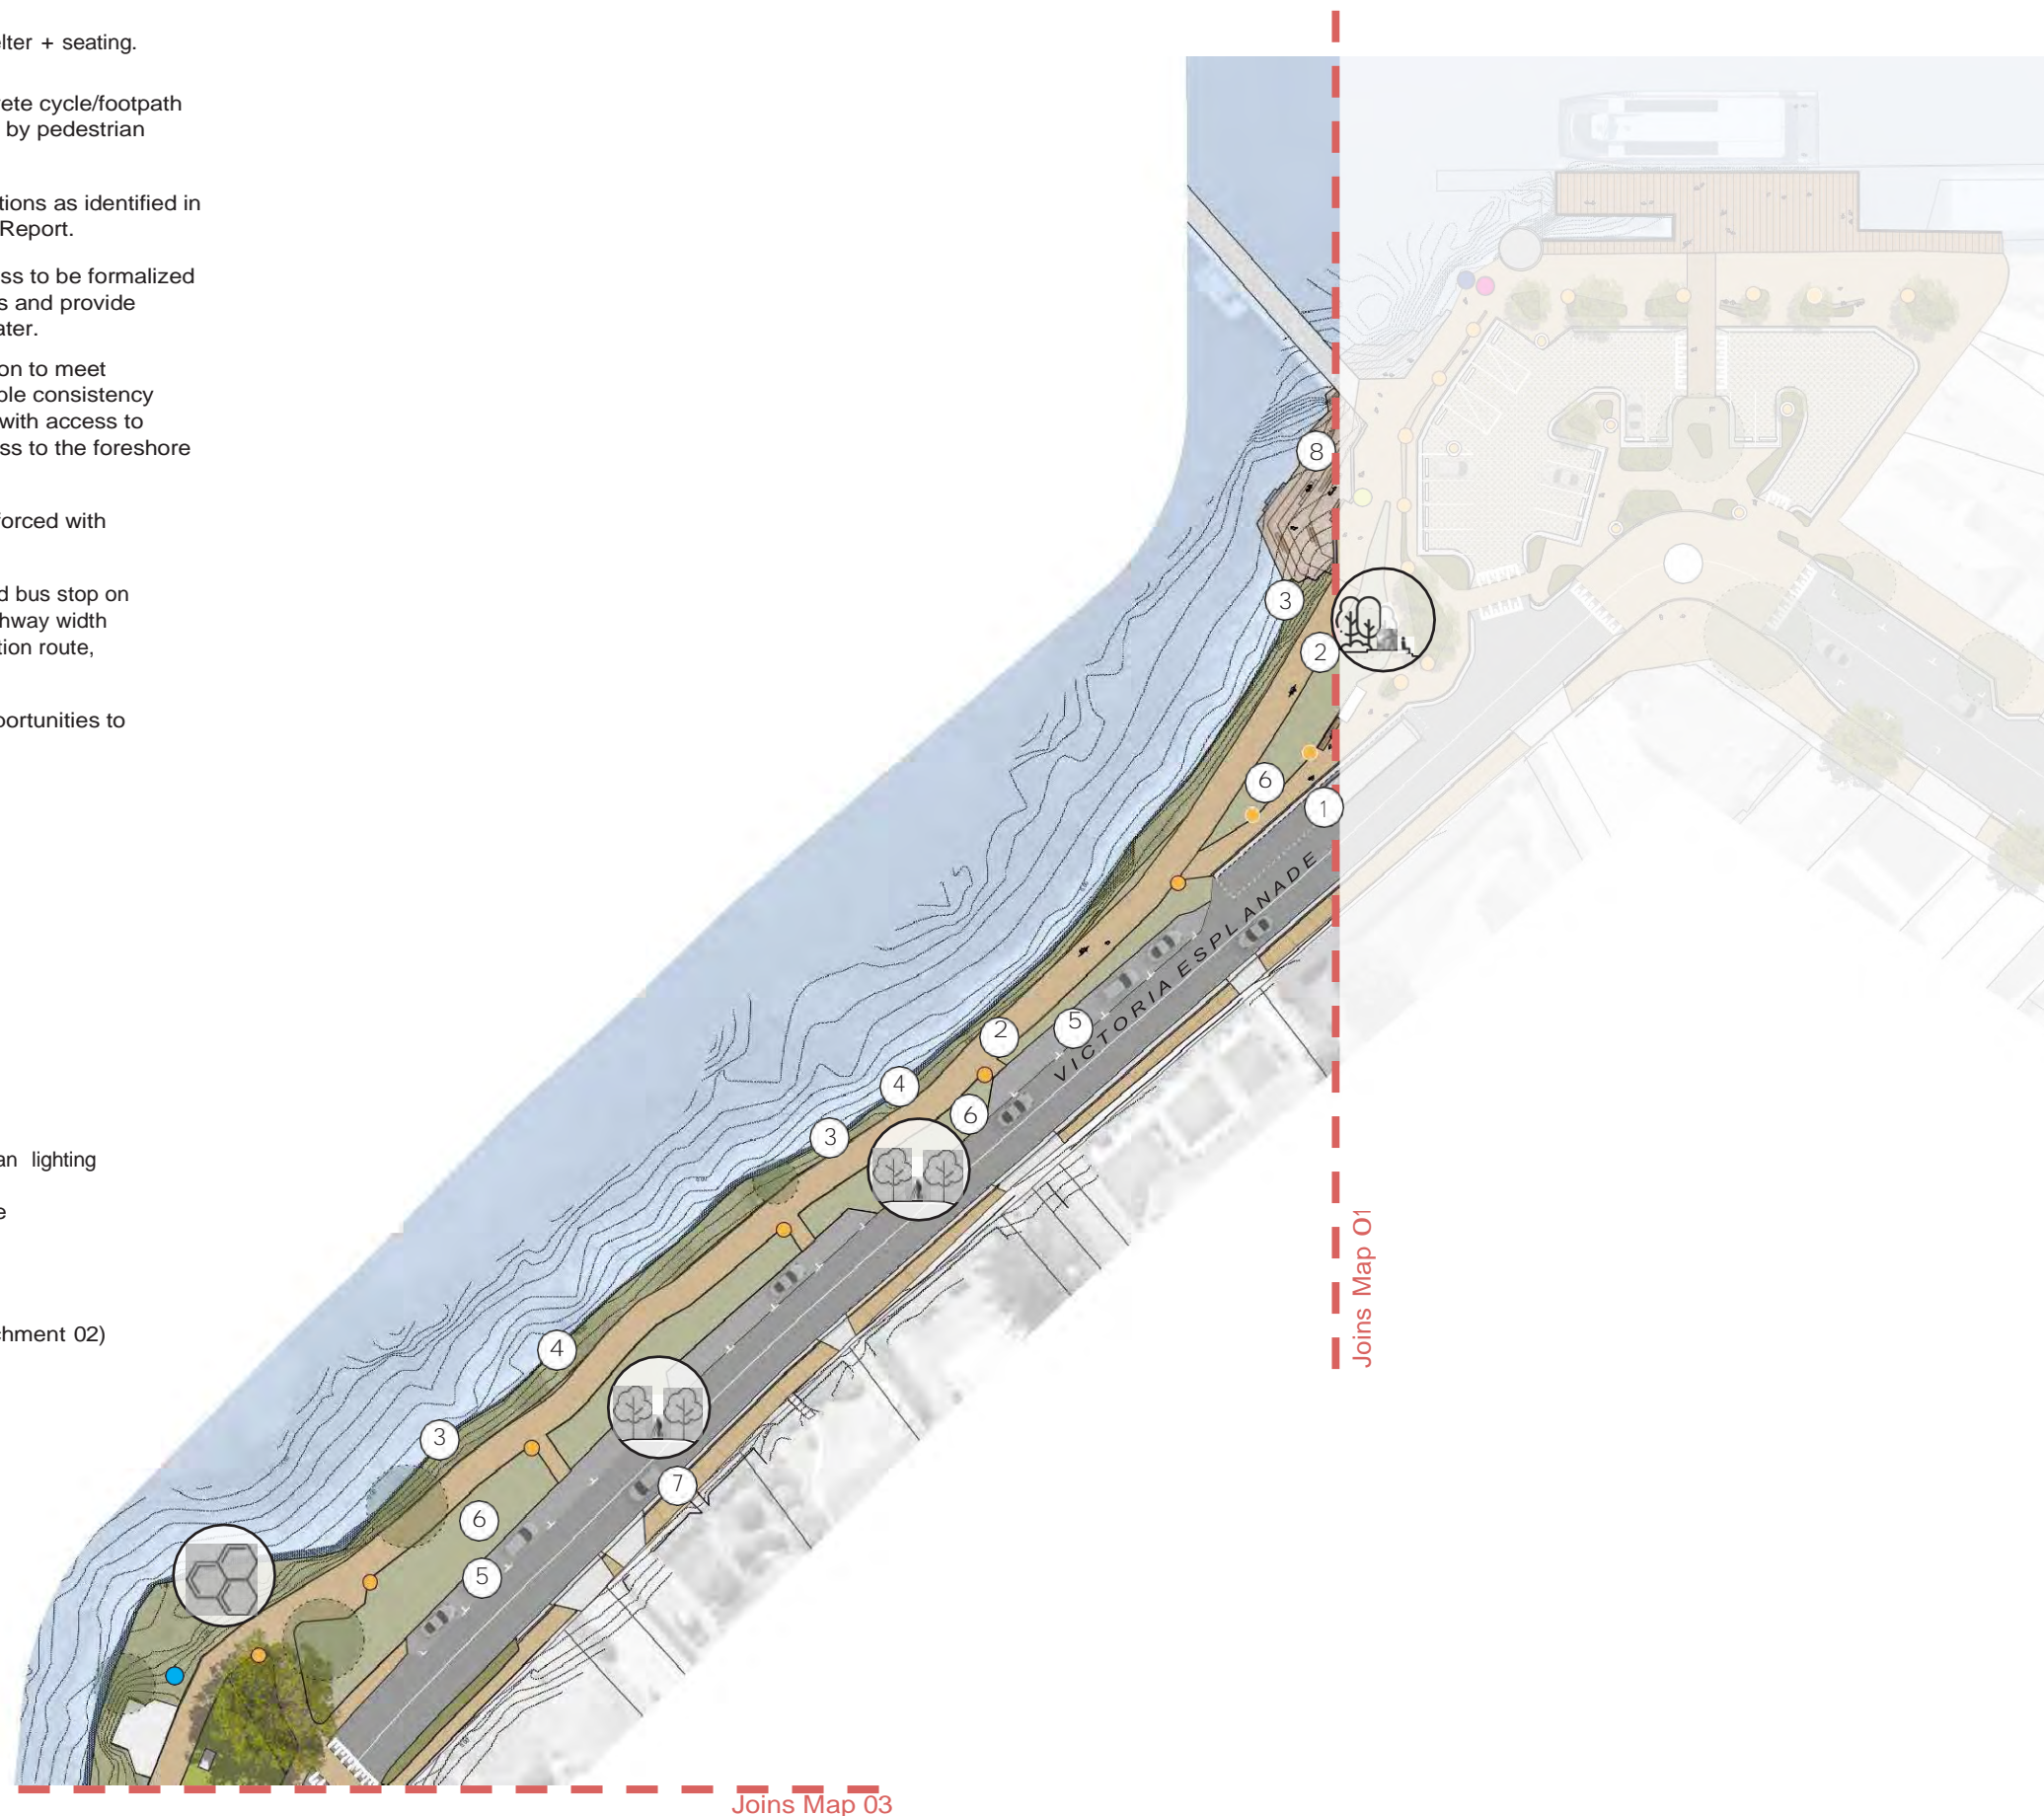 lter + seating.
ete cycle/footpath
by pedestrian
tions as identified in
Report.
ss to be formalized
s and provide
ater.
on to meet
ole consistency
with access to
ss to the foreshore
forced with
d bus stop on
hway width
tion route,
portunities to
an lighting
e
chment 02)
8
3
2
6
1
VICTORIA ESPLANADE
2
5
4
6
3
4
3
7
6
5
Joins Map 01
Joins Map 03